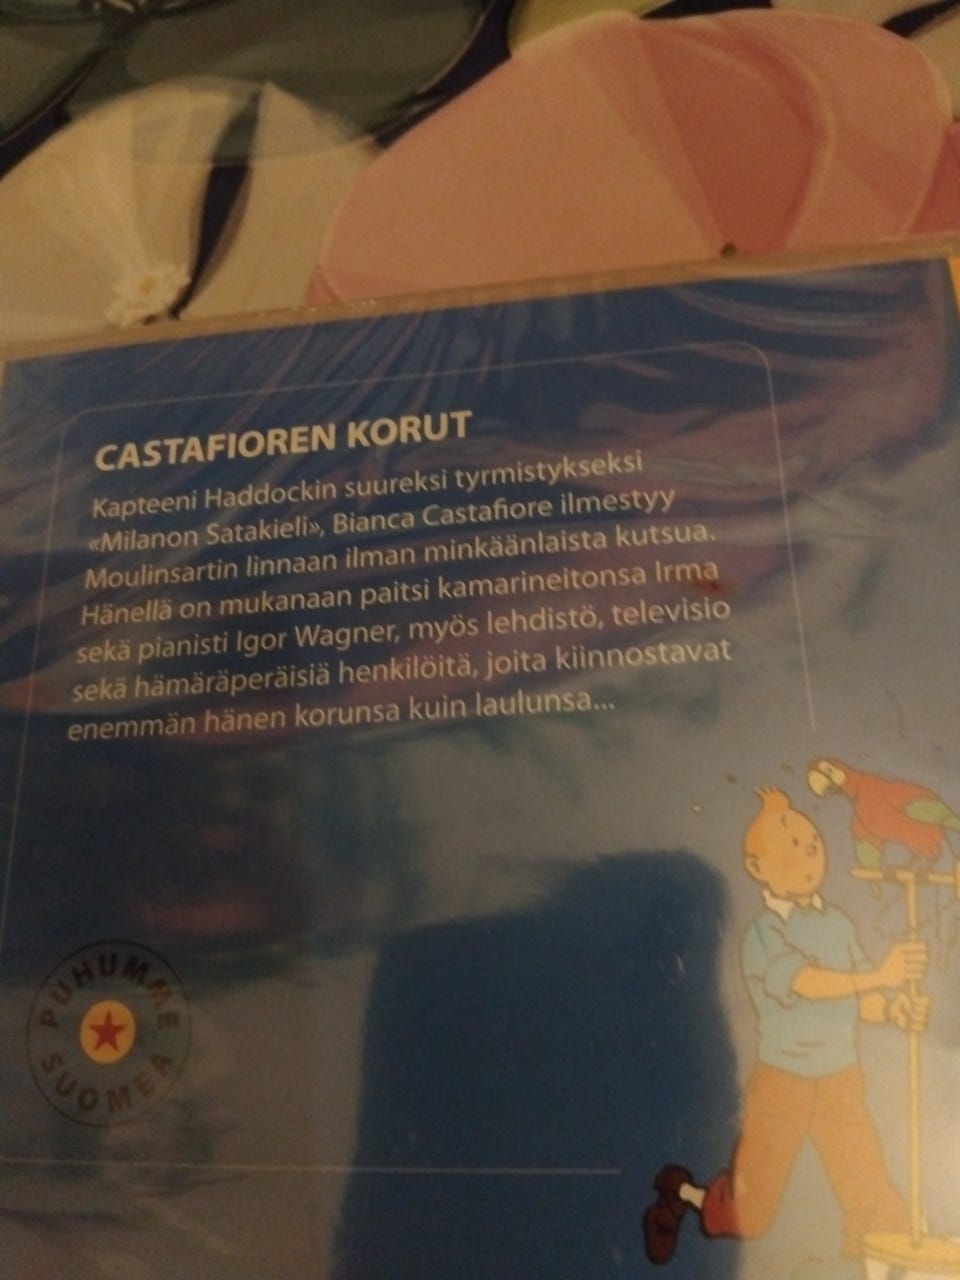 CASTAFIOREN KORUT
Kapteeni Haddockin suureksi tyrmistykseksi
«Milanon Satakieli», Bianca Castafiore ilmestyy
Moulinsartin linnaan ilman minkäänlaista kutsua.
Hänellä on mukanaan paitsi kamarineitonsa Irma
sekä pianisti Igor Wagner, myös lehdistö, televisio
sekä hämäräperäisiä henkilöitä, joita kiinnostavat
enemmän hänen korunsa kuin laulunsa...
PUHUMME
SUOMEA